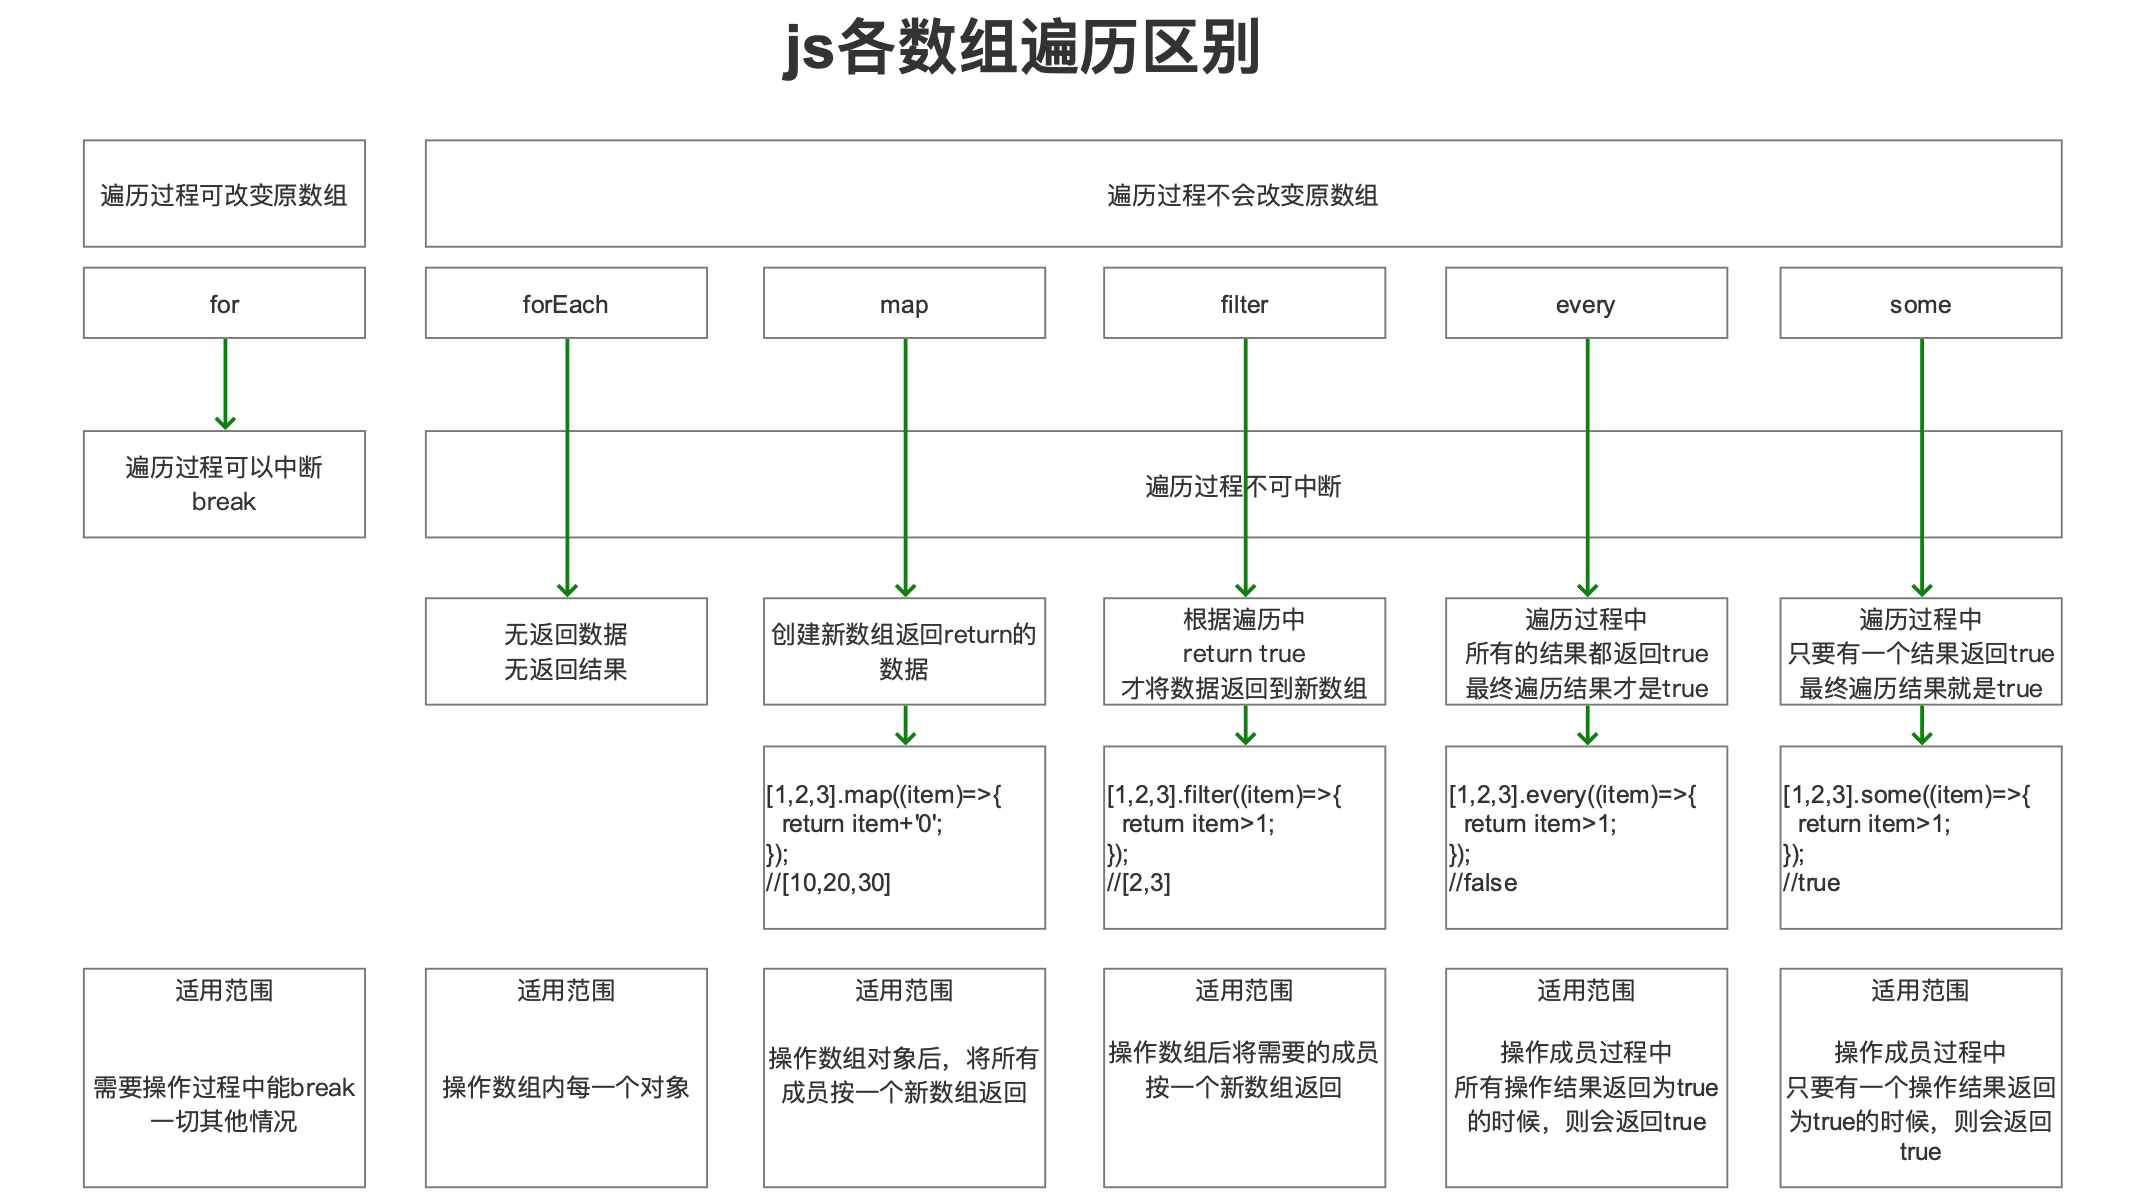 js各数组遍历区别
遍历过程可改变原数组
遍历过程不会改变原数组
for
forEach
map
filter
every
some
遍历过程可以中断
break
遍历过程不可中断
无返回数据
无返回结果
创建新数组返回return的
数据
根据遍历中
return true
才将数据返回到新数组
遍历过程中
所有的结果都返回true
最终遍历结果才是true
遍历过程中
只要有一个结果返回true
最终遍历结果就是true
[1,2,3].map((item)=>{
return item+'0';
});
//[10,20,30]
[1,2,3].filter((item)=>{
return item>1;
});
//[2,3]
[1,2,3].every((item)=>{
return item>1;
});
//false
[1,2,3].some((item)=>{
return item>1;
});
//true
适用范围
需要操作过程中能break
一切其他情况
适用范围
操作数组内每一个对象
适用范围
操作数组对象后，将所有
成员按一个新数组返回
适用范围
操作数组后将需要的成员
按一个新数组返回
适用范围
操作成员过程中
所有操作结果返回为true
的时候，则会返回true
适用范围
操作成员过程中
只要有一个操作结果返回
为true的时候，则会返回
true